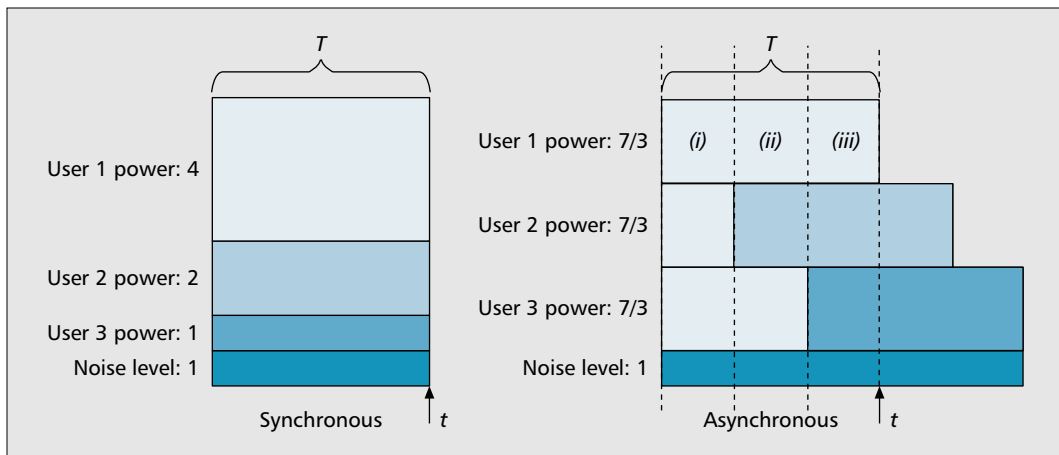 T
User 1 power: 4
User 2 power: 2
User 3 power: 1
Noise level: 1
Synchronous
t
T
User 1 power: 7/3
(i)
(ii)
(iii)
User 2 power: 7/3
User 3 power: 7/3
Noise level: 1
Asynchronous
t